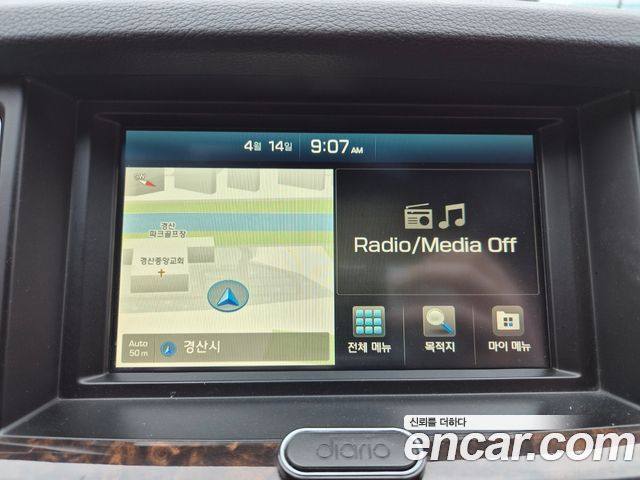 4월 14일 9:07 AM
SW
경산
파크골프장
경산중앙교회
Radio/Media Off
Auto
50 m
경산시
전체 메뉴
목적지
마이 메뉴
신뢰를 더하다
diario
encar.com